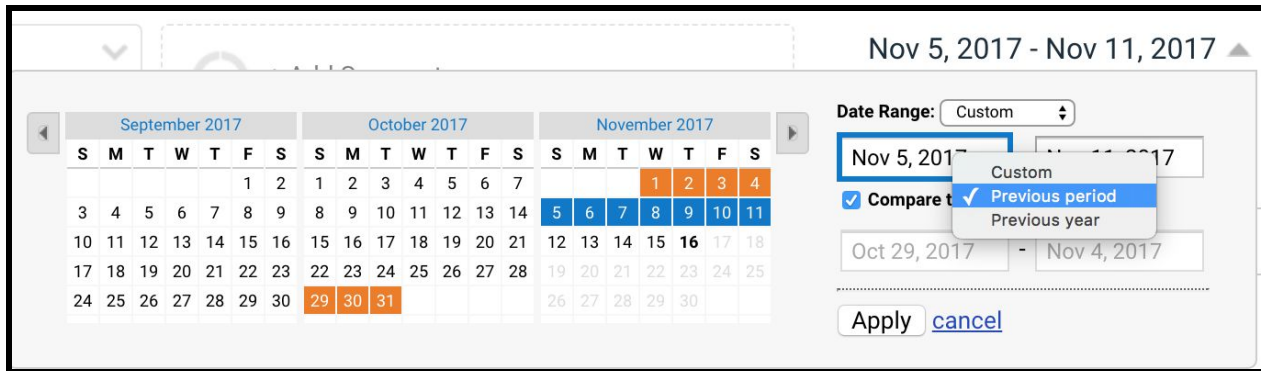 Nov 5, 2017 - Nov 11, 2017
September 2017
S M T W T F S
1 2
3 4 5 6 7 8 9
10 11 12 13 14 15 16
17 18 19 20 21 22 23
24 25 26 27 28 29 30
October 2017
S M T W T F S
1 2 3 4 5 6 7
8 9 10 11 12 13 14
15 16 17 18 19 20 21
22 23 24 25 26 27 28
29 30 31
November 2017
S M T W T F S
1 2 3 4
5 6 7 8 9 10 11
12 13 14 15 16 17 18
19 20 21 22 23 24 25
26 27 28 29 30
Date Range: Custom
Nov 5, 201
17
Custom
Compare t ✓ Previous period
Previous year
Oct 29, 2017 - Nov 4, 2017
Apply cancel